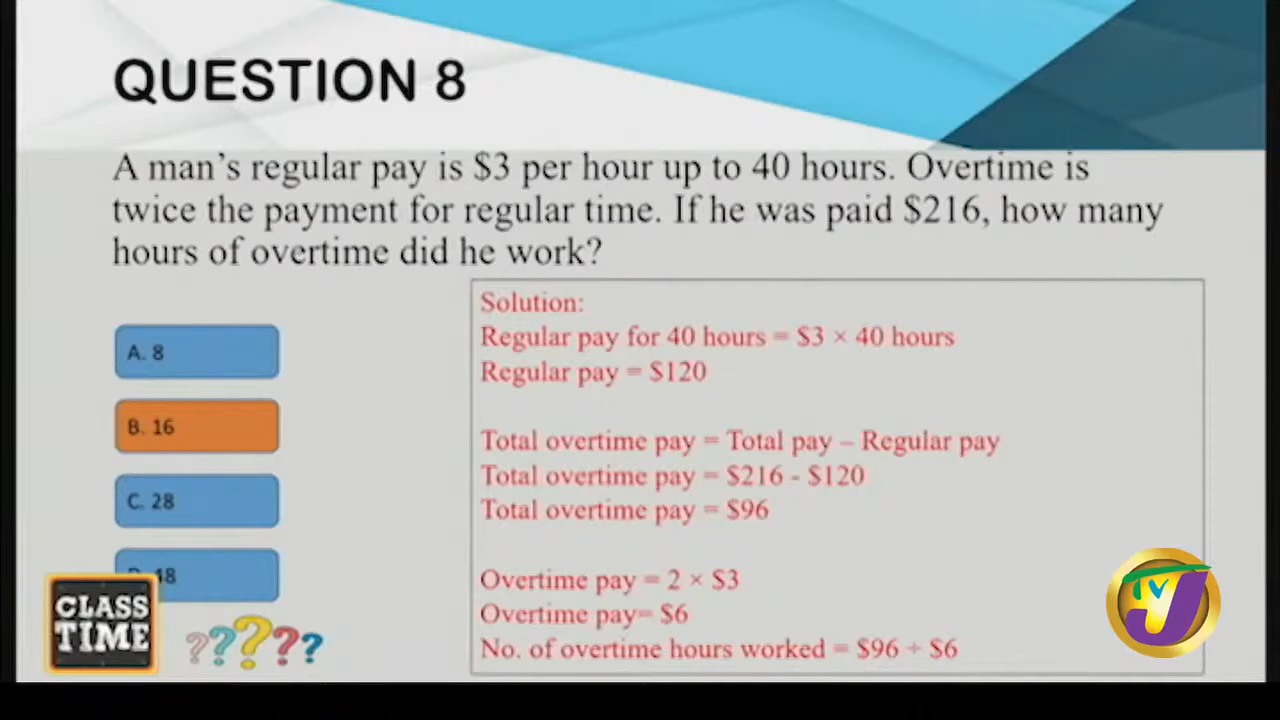 QUESTION 8
A man's regular pay is $3 per hour up to 40 hours. Overtime is
twice the payment for regular time. If he was paid $216, how many
hours of overtime did he work?
A. 8
B. 16
C. 28
48
Solution:
Regular pay for 40 hours = $3 × 40 hours
Regular pay = $120
Total overtime pay = Total pay – Regular pay
Total overtime pay = $216 - $120
Total overtime pay = $96
Overtime pay = 2 × $3
Overtime pay= $6
No. of overtime hours worked = $96 ÷ $6
CLASS
TIME
?????
TVJ